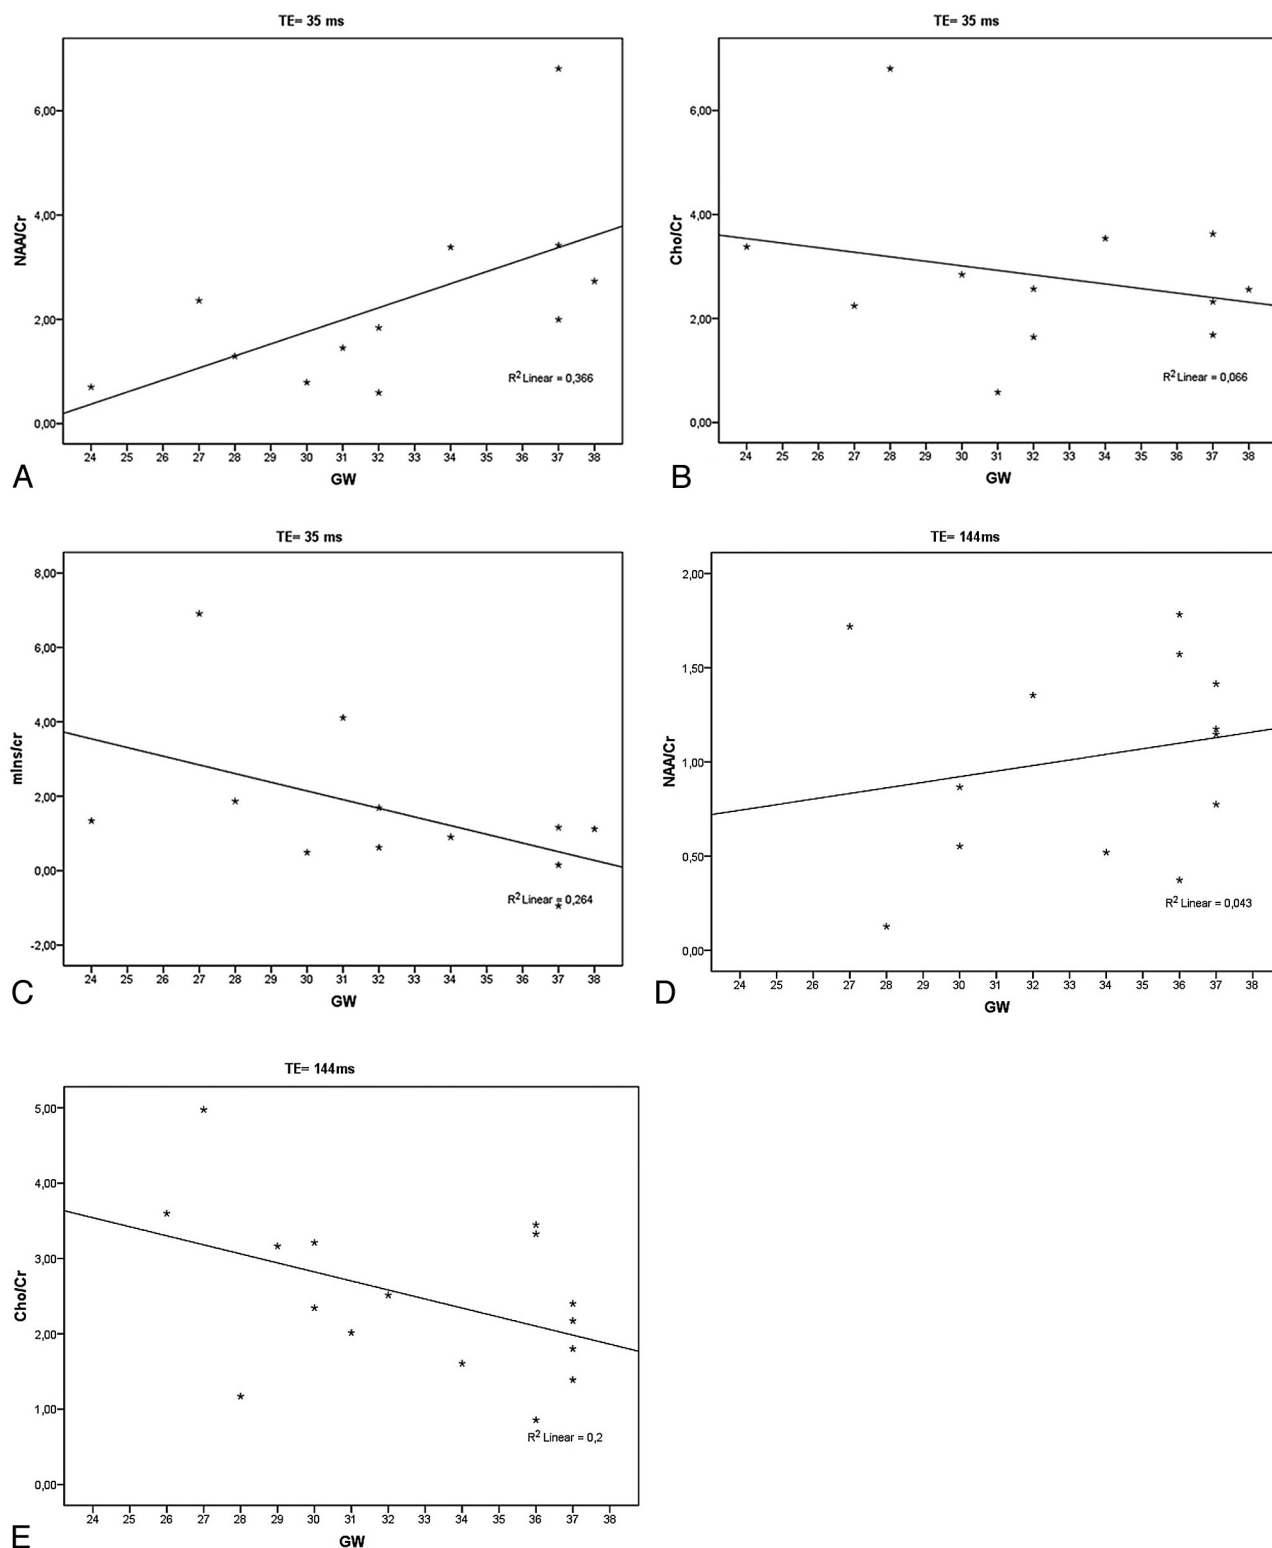 TE= 35 ms
6,00
4,00
2,00
0,00
NAA/Cr
R2 Linear = 0,366
24 25 26 27 28 29 30 31 32 33 34 35 36 37 38
GW
A
TE= 35 ms
6,00
4,00
2,00
0,00
Cho/Cr
R2 Linear = 0,066
24 25 26 27 28 29 30 31 32 33 34 35 36 37 38
GW
B
TE= 35 ms
8,00
6,00
4,00
2,00
0,00
-2,00
mIns/cr
R2 Linear = 0,264
24 25 26 27 28 29 30 31 32 33 34 35 36 37 38
GW
C
TE= 144ms
2,00
1,50
1,00
0,50
0,00
NAA/Cr
R2 Linear = 0,043
24 25 26 27 28 29 30 31 32 33 34 35 36 37 38
GW
D
TE= 144ms
5,00
4,00
3,00
2,00
1,00
0,00
Cho/Cr
R2 Linear = 0,2
24 25 26 27 28 29 30 31 32 33 34 35 36 37 38
GW
E